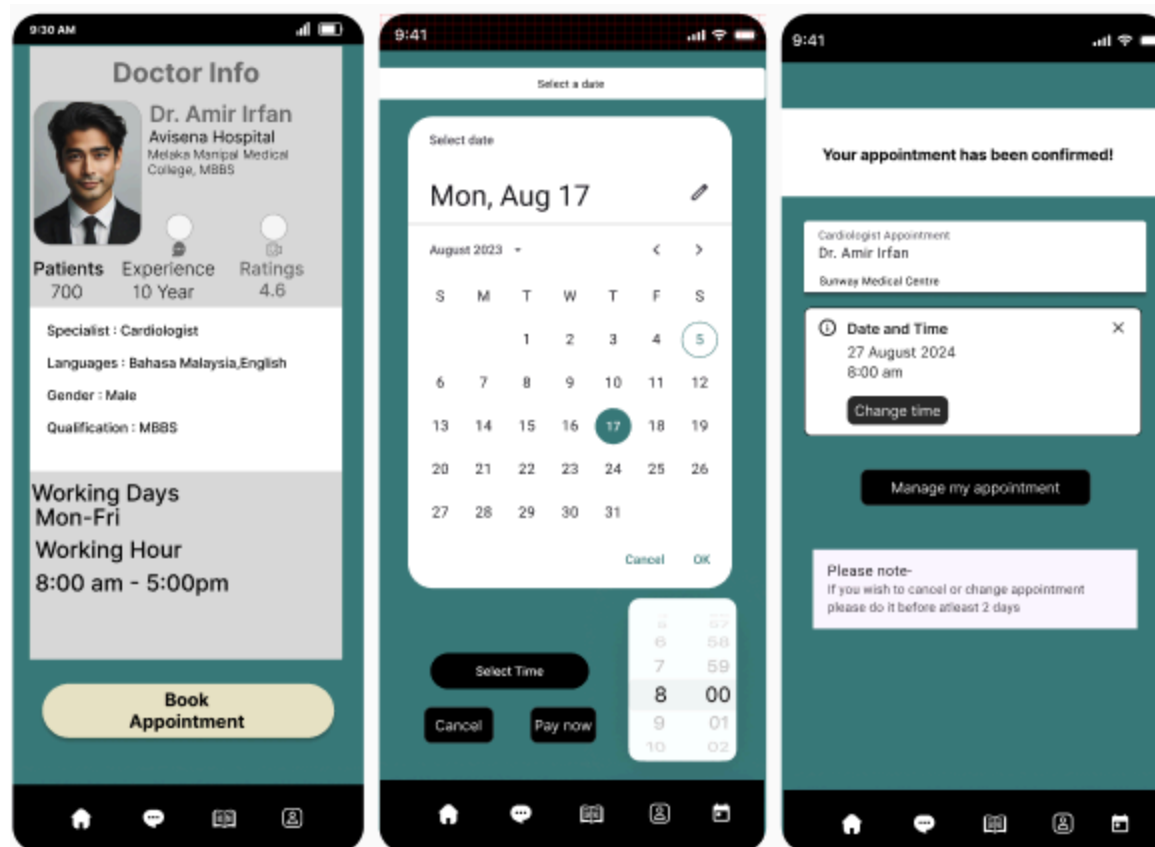 9:30 AM
Doctor Info
Dr. Amir Irfan
Avisena Hospital
Melaka Manipal Medical
College, MBBS
Patients Experience Ratings
700 10 Year 4.6
Specialist : Cardiologist
Languages : Bahasa Malaysia,English
Gender : Male
Qualification : MBBS
Working Days
Mon-Fri
Working Hour
8:00 am - 5:00pm
Book
Appointment
9:41
Select a date
Select date
Mon, Aug 17
August 2023
S M T W T F S
1 2 3 4 5
6 7 8 9 10 11 12
13 14 15 16 17 18 19
20 21 22 23 24 25 26
27 28 29 30 31
Cancel OK
57
6 58
7 59
8 00
9 01
10 02
Select Time
Cancel Pay now
9:41
Your appointment has been confirmed!
Cardiologist Appointment
Dr. Amir Irfan
Sunway Medical Centre
Date and Time
27 August 2024
8:00 am
Change time
Manage my appointment
Please note-
If you wish to cancel or change appointment
please do it before atleast 2 days